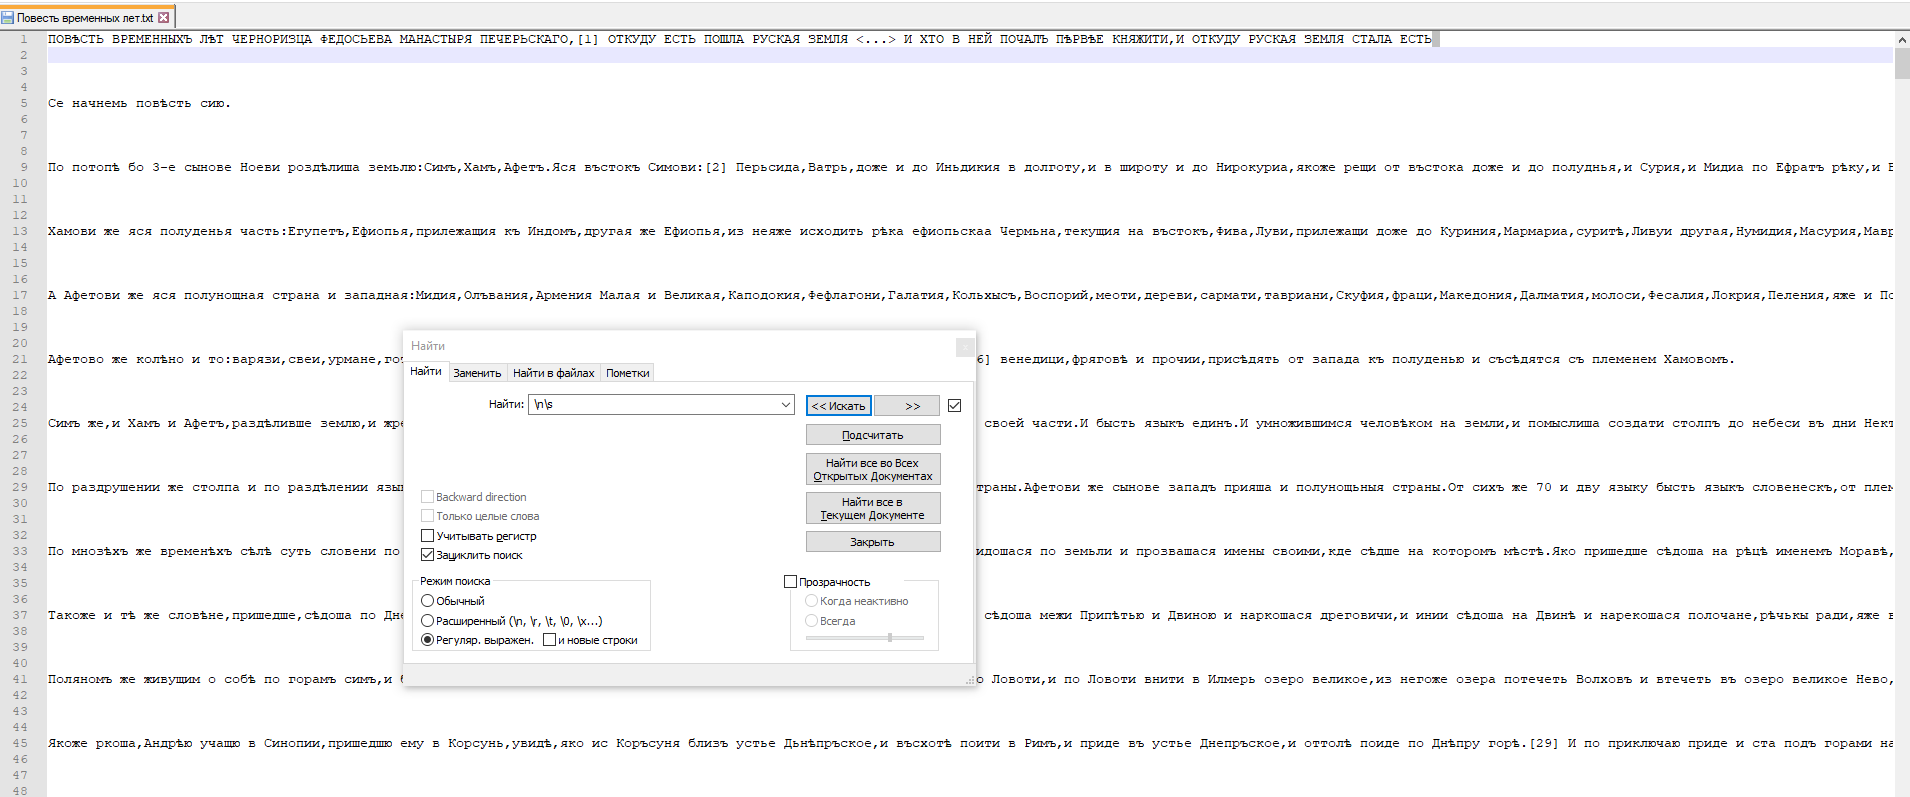 Повесть временных лет.txt
1 ПОВѢСТЬ ВРЕМЕННЫХЪ ЛѢТ ЧЕРНОРИЗЦА ФЕДОСЬЕВА МАНАСТЫРЯ ПЕЧЕРЬСКАГО,[1] ОТКУДУ ЕСТЬ ПОШЛА РУСКАЯ ЗЕМЛЯ <...> И ХТО В НЕЙ ПОЧАЛЪ ПѢРВѢЕ КНЯЖИТИ,И ОТКУДУ РУСКАЯ ЗЕМЛЯ СТАЛА ЕСТЬ
2
3
4
5 Се начнемь повѣсть сию.
6
7
8
9 По потопѣ бо 3-е сынове Ноеви роздѣлиша земьлю:Симъ,Хамъ,Афетъ.Яся въстокъ Симови:[2] Перьсида,Ватрь,доже и до Иньдикия в долготу,и в широту и до Нирокуриа,якоже рещи от въстока доже и до полуднья,и Сурия,и Мидиа по Ефратъ рѣку,и
10
11
12
13 Хамови же яся полуденья часть:Егупетъ,Ефиопья,прилежащия къ Индомъ,другая же Ефиопья,из неяже исходить рѣка ефиопьскаа Чермьна,текущия на въстокъ,Фива,Луви,прилежащи доже до Куриния,Мармариа,суритѣ,Ливуи другая,Нумидия,Масурия,Мавр
14
15
16
17 А Афетови же яся полунощная страна и западная:Мидия,Олъвания,Армения Малая и Великая,Каподокия,Фефлагони,Галатия,Кольхысъ,Воспорий,меоти,дереви,сармати,тавриани,Скуфия,фраци,Македония,Далматия,молоси,Фесалия,Локрия,Пеления,яже и По
18
19
20
21 Афетово же колѣно и то:варязи,свеи,урмане,гот 6] венедици,фряговѣ и прочии,присѣдять от запада къ полуденью и съсѣдятся съ племенем Хамовомъ.
22
23
24
25 Симъ же,и Хамъ и Афетъ,раздѣливше землю,и жре своей части.И бысть языкъ единъ.И умножившимся человѣком на земли,и помыслиша создати столпъ до небеси въ дни Нект
26
27
28
29 По раздрушении же столпа и по раздѣлении язы траны.Афетови же сынове западъ прияша и полунощьныя страны.От сихъ же 70 и дву языку бысть языкъ словенескъ,от плем
30
31
32
33 По мнозѣхъ же временѣхъ сѣлѣ суть словени по идошася по земьли и прозвашася имены своими,кде сѣдше на которомъ мѣстѣ.Яко пришедше сѣдоша на рѣцѣ именемъ Моравѣ,
34
35
36
37 Такоже и тѣ же словѣне,пришедше,сѣдоша по Дне сѣдоша межи Припѣтью и Двиною и наркошася дреговичи,и инии сѣдоша на Двинѣ и нарекошася полочане,рѣчькы ради,яже в
38
39
40
41 Поляномъ же живущим о собѣ по горамъ симъ,и о Ловоти,и по Ловоти внити в Илмерь озеро великое,из негоже озера потечеть Волховъ и втечеть въ озеро великое Нево,
42
43
44
45 Якоже ркоша,Андрѣю учащю в Синопии,пришедшю ему в Корсунь,увидѣ,яко ис Коръсуня близъ устье Дьнѣпръское,и въсхотѣ поити в Римъ,и приде въ устье Днепръское,и оттолѣ поиде по Днѣпру горѣ.[29] И по приключаю приде и ста подъ горами на
46
47
48
Найти
Найти Заменить Найти в файлах Пометки
Найти: \n\s << Искать >>
Подсчитать
Найти все во Всех
Открытых Документах
Найти все в
Текущем Документе
Закрыть
Backward direction
Только целые слова
Учитывать регистр
Зациклить поиск
Режим поиска
Обычный
Расширенный (\n, \r, \t, \0, \x...)
Регуляр. выражен. и новые строки
Прозрачность
Когда неактивно
Всегда